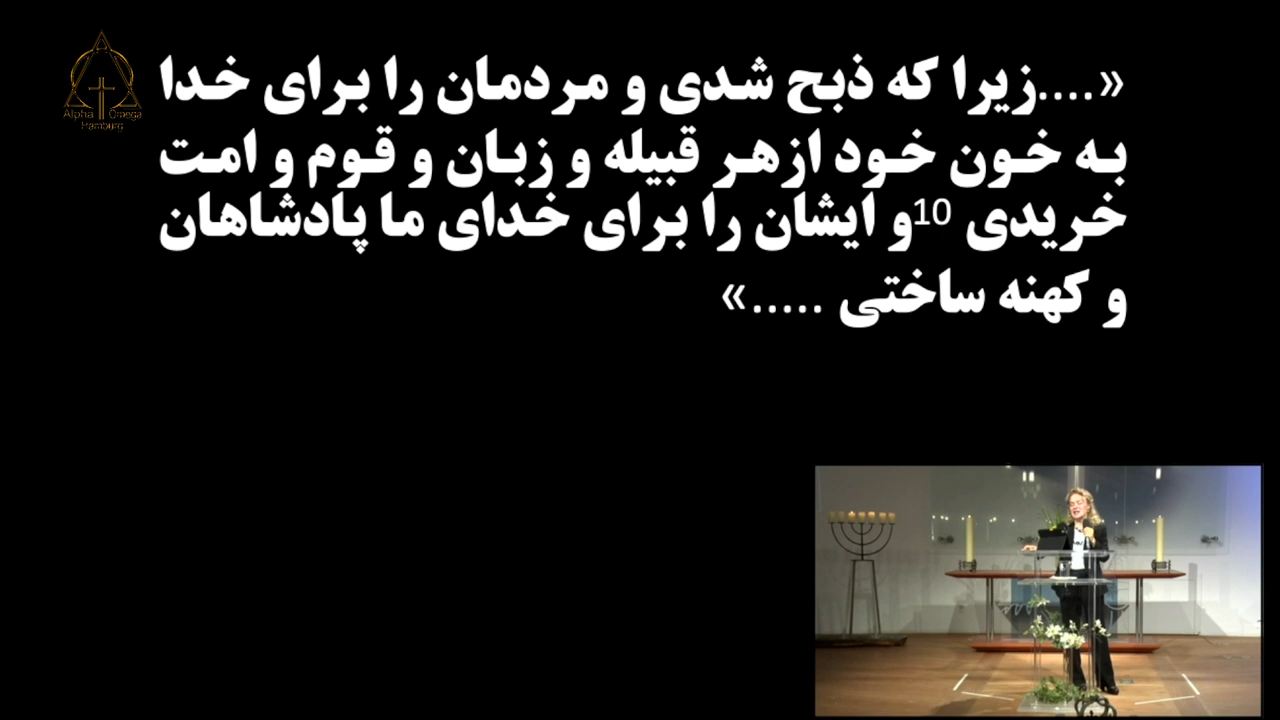 Alpha Omega
Hamburg
«....زیرا که ذبح شدی و مردمان را برای خدا
به خون خود ازهر قبیله و زبان و قوم و امت
خریدی 10و ایشان را برای خدای ما پادشاهان
و کهنه ساختی .....»